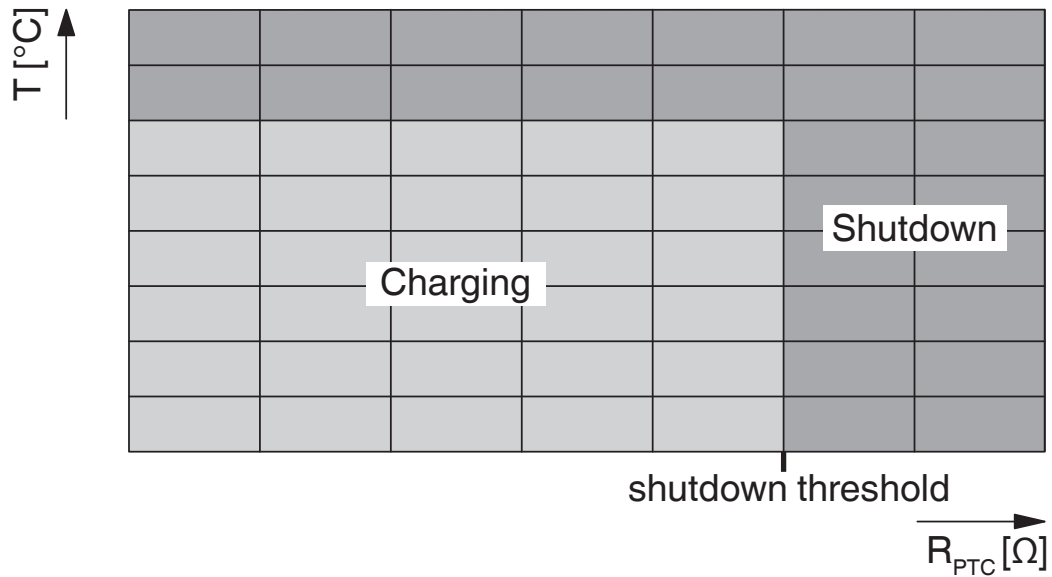 T [°C]
Shutdown
Charging
shutdown threshold
R_PTC [Ω]